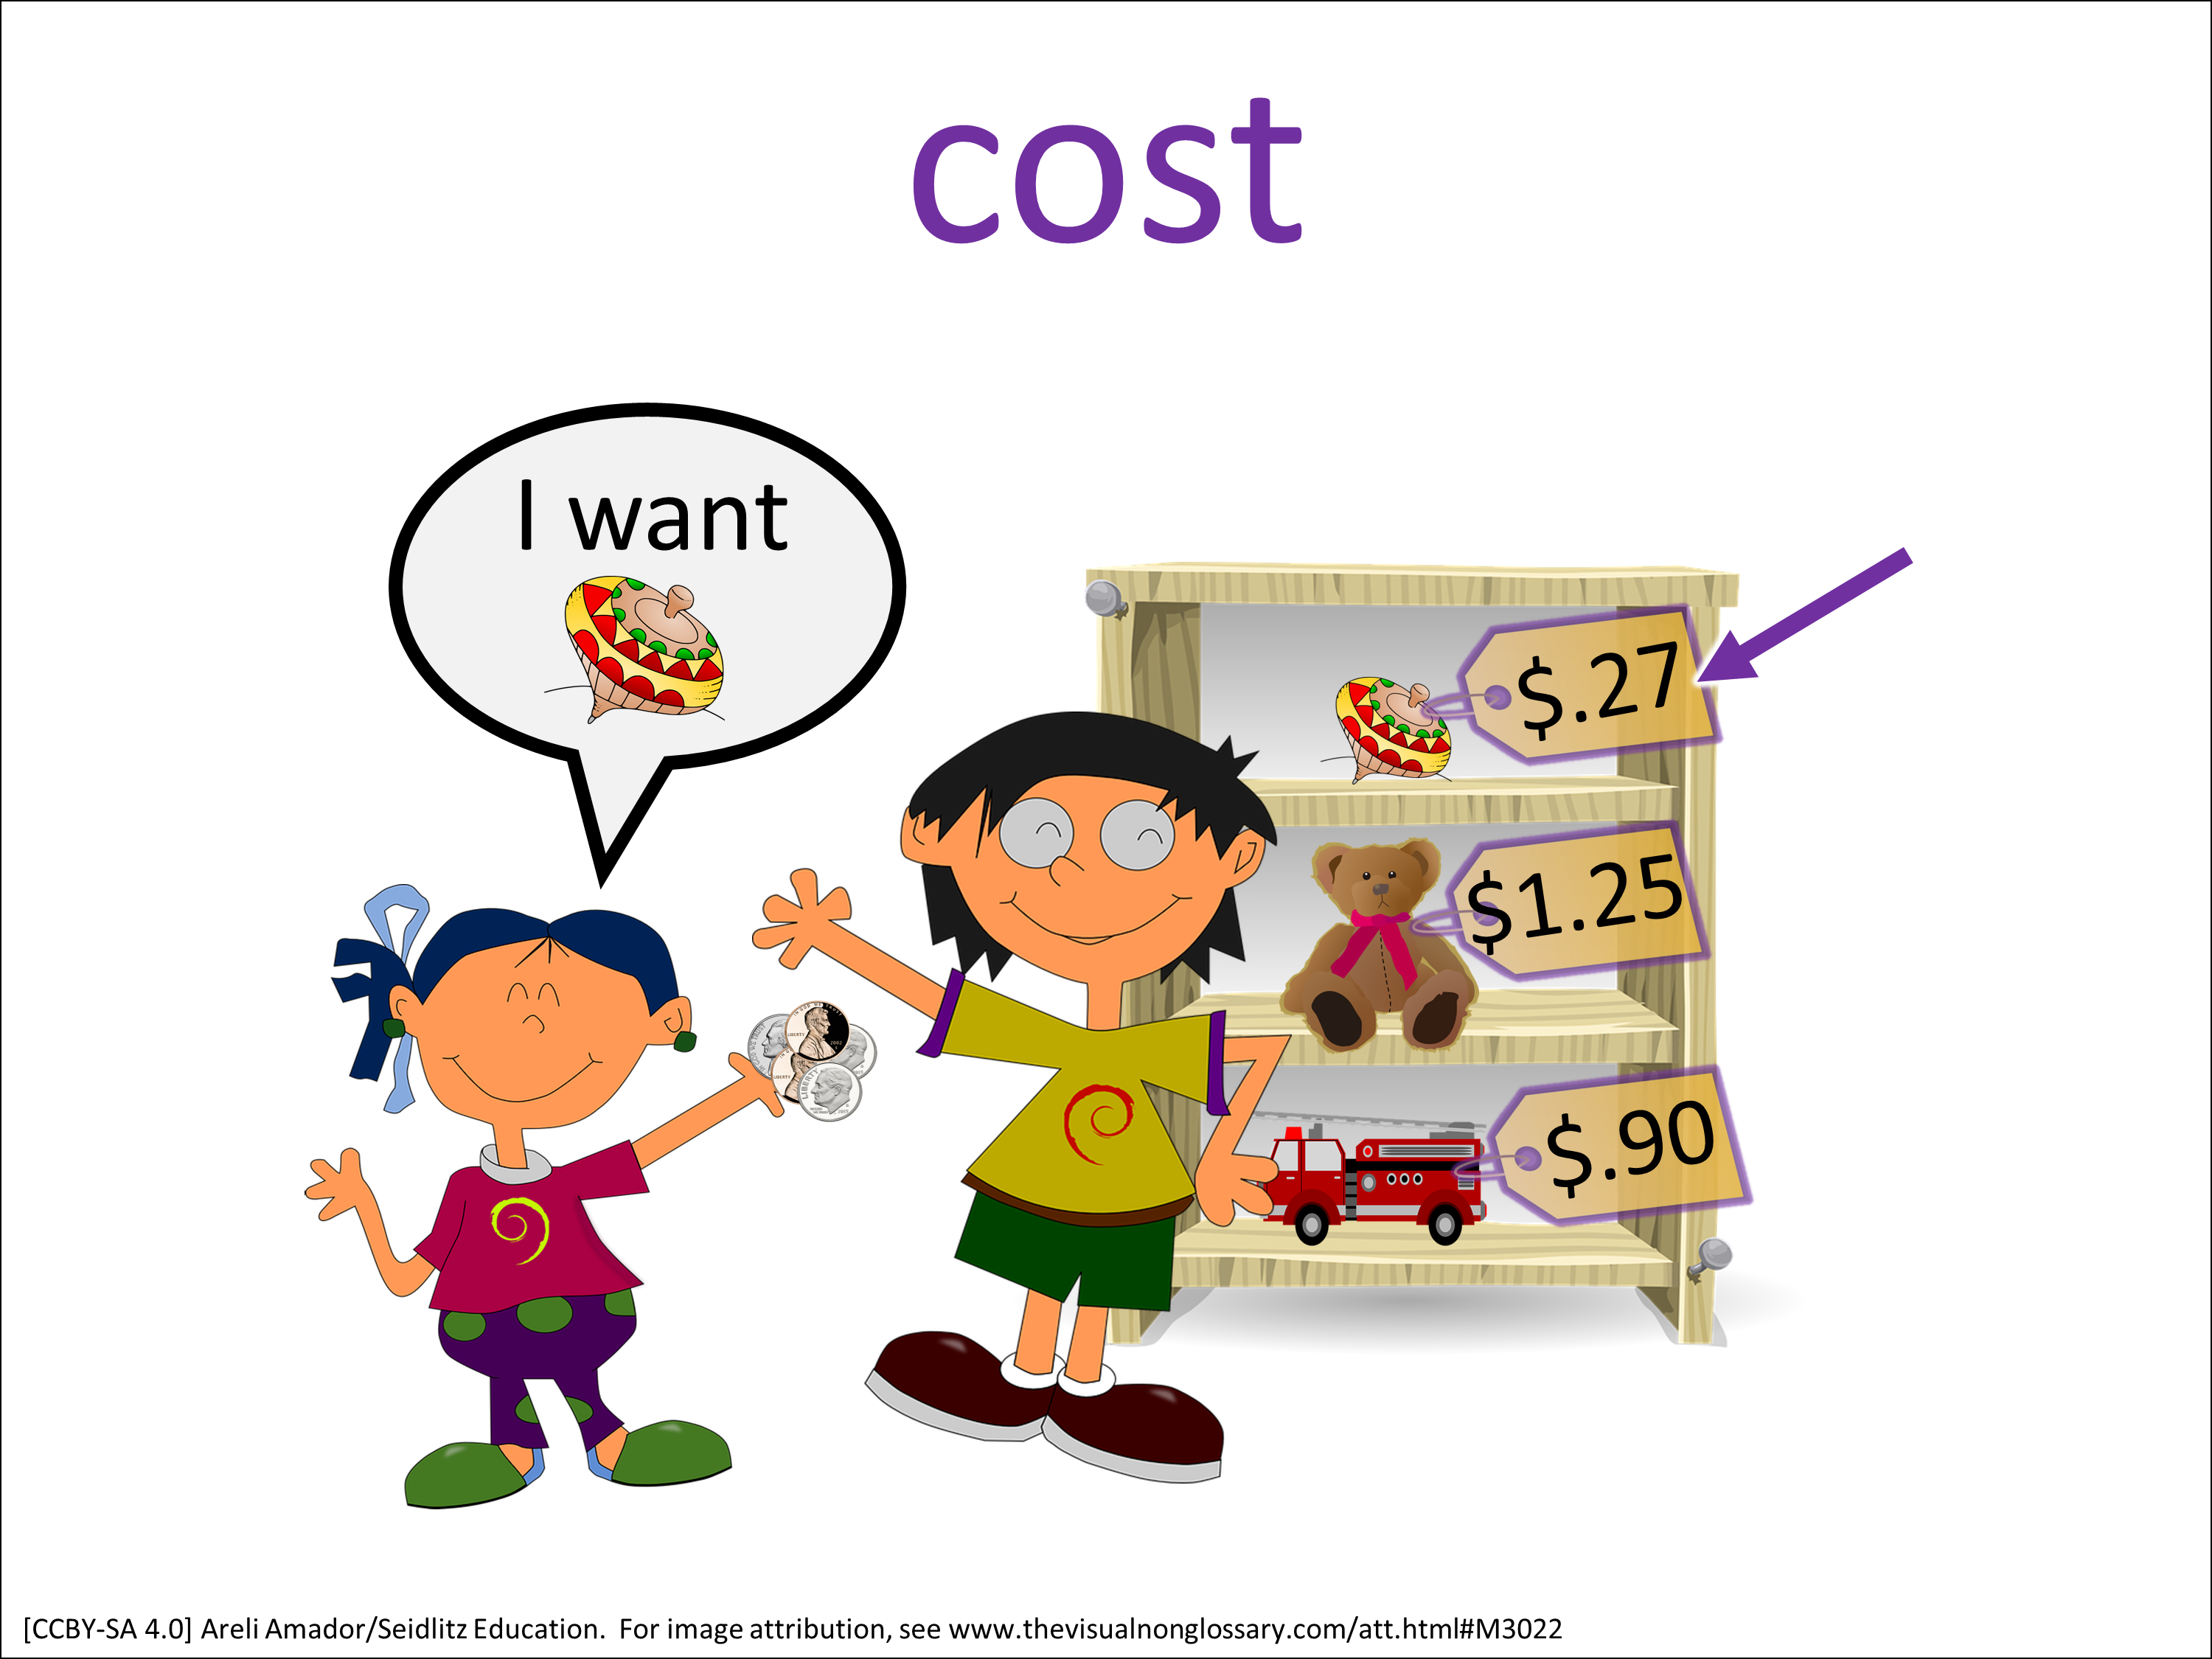 cost
I want
$.27
$1.25
$.90
[CCBY-SA 4.0] Areli Amador/Seidlitz Education.  For image attribution, see www.thevisualnonglossary.com/att.html#M3022